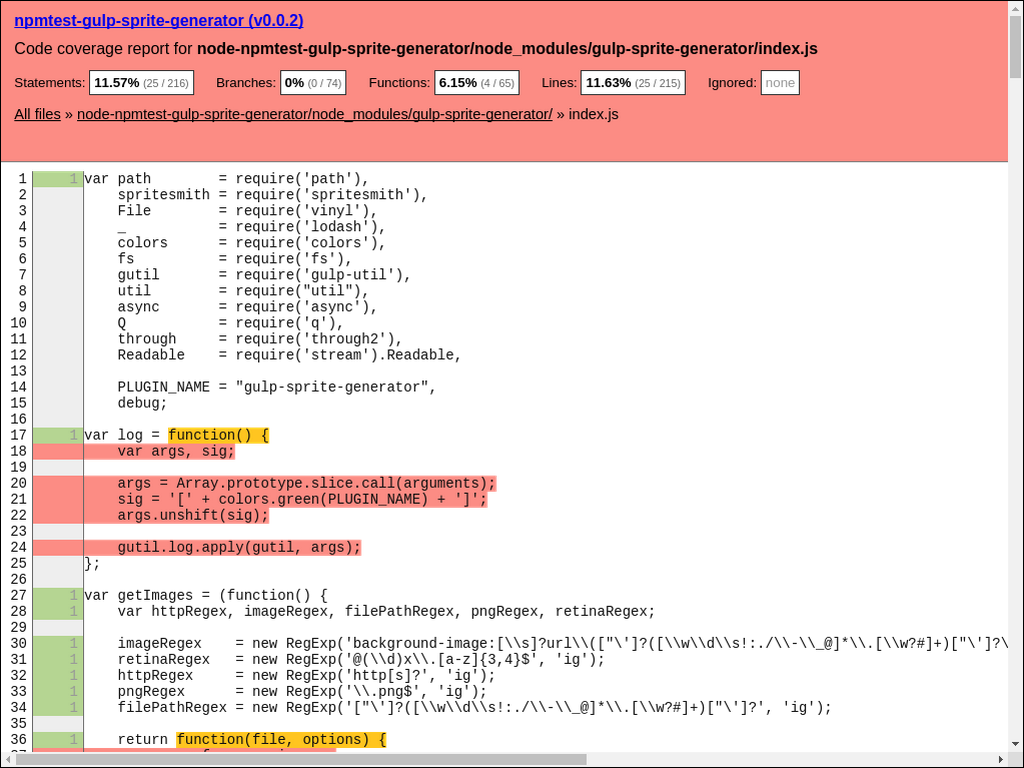 npmtest-gulp-sprite-generator (v0.0.2)
Code coverage report for node-npmtest-gulp-sprite-generator/node_modules/gulp-sprite-generator/index.js
Statements: 11.57% (25 / 216) Branches: 0% (0 / 74) Functions: 6.15% (4 / 65) Lines: 11.63% (25 / 215) Ignored: none
All files » node-npmtest-gulp-sprite-generator/node_modules/gulp-sprite-generator/ » index.js
1 1 var path        = require('path'),
2     spritesmith = require('spritesmith'),
3     File        = require('vinyl'),
4     _           = require('lodash'),
5     colors      = require('colors'),
6     fs          = require('fs'),
7     gutil       = require('gulp-util'),
8     util        = require("util"),
9     async       = require('async'),
10     Q           = require('q'),
11     through     = require('through2'),
12     Readable    = require('stream').Readable,
13
14     PLUGIN_NAME = "gulp-sprite-generator",
15     debug;
16
17 1 var log = function() {
18     var args, sig;
19
20     args = Array.prototype.slice.call(arguments);
21     sig = '[' + colors.green(PLUGIN_NAME) + ']';
22     args.unshift(sig);
23
24     gutil.log.apply(gutil, args);
25 };
26
27 1 var getImages = (function() {
28 1     var httpRegex, imageRegex, filePathRegex, pngRegex, retinaRegex;
29
30 1     imageRegex    = new RegExp('background-image:[\\s]?url\\(["\']?([\\w\\d\\s!:./\\-\\_@]*\\.[\\w?#]+)["\']?\
31 1     retinaRegex   = new RegExp('@(\\d)x\\.[a-z]{3,4}$', 'ig');
32 1     httpRegex     = new RegExp('http[s]?', 'ig');
33 1     pngRegex      = new RegExp('\\.png$', 'ig');
34 1     filePathRegex = new RegExp('["\']?([\\w\\d\\s!:./\\-\\_@]*\\.[\\w?#]+)["\']?', 'ig');
35
36 1     return function(file, options) {